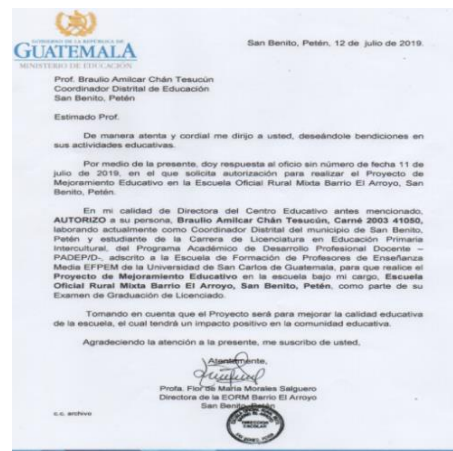 GOBIERNO DE LA REPÚBLICA DE
GUATEMALA
MINISTERIO DE EDUCACIÓN
San Benito, Petén, 12 de julio de 2019.
Prof. Braulio Amilcar Chán Tesucún
Coordinador Distrital de Educación
San Benito, Petén
Estimado Prof.
De manera atenta y cordial me dirijo a usted, deseándole bendiciones en
sus actividades educativas.
Por medio de la presente, doy respuesta al oficio sin número de fecha 11 de
julio de 2019, en el que solicita autorización para realizar el Proyecto de
Mejoramiento Educativo en la Escuela Oficial Rural Mixta Barrio El Arroyo, San
Benito, Petén.
En mi calidad de Directora del Centro Educativo antes mencionado,
AUTORIZO a su persona, Braulio Amilcar Chán Tesucún, Carné 2003 41050,
laborando actualmente como Coordinador Distrital del municipio de San Benito,
Petén y estudiante de la Carrera de Licenciatura en Educación Primaria
Intercultural, del Programa Académico de Desarrollo Profesional Docente –
PADEP/D-, adscrito a la Escuela de Formación de Profesores de Enseñanza
Media EFPEM de la Universidad de San Carlos de Guatemala, para que realice el
Proyecto de Mejoramiento Educativo en la escuela bajo mi cargo, Escuela
Oficial Rural Mixta Barrio El Arroyo, San Benito, Petén, como parte de su
Examen de Graduación de Licenciado.
Tomando en cuenta que el Proyecto será para mejorar la calidad educativa
de la escuela, el cual tendrá un impacto positivo en la comunidad educativa.
Agradeciendo la atención a la presente, me suscribo de usted,
Atentamente,
Profa. Flor de María Morales Salguero
Directora de la EORM Barrio El Arroyo
San Benito, Petén
c.c. archivo
DIRECCION
ESCOLAR